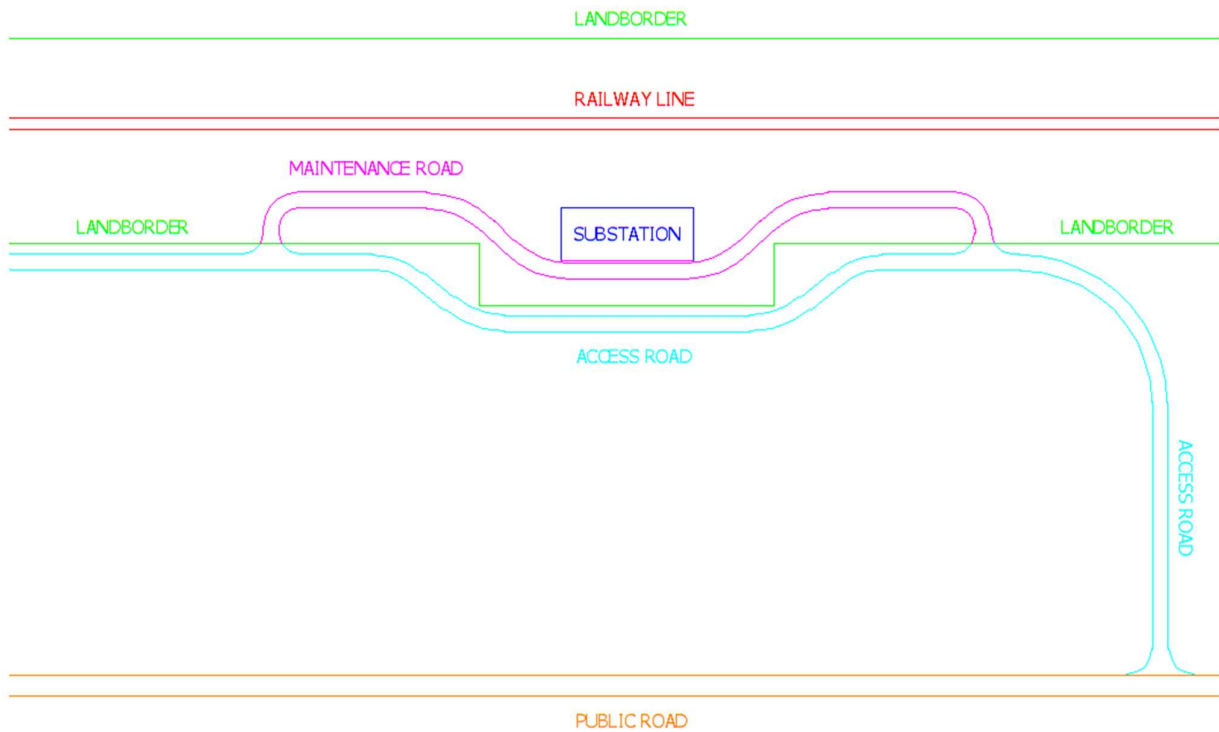 LANDBORDER
RAILWAY LINE
MAINTENANCE ROAD
LANDBORDER
SUBSTATION
LANDBORDER
ACCESS ROAD
ACCESS ROAD
PUBLIC ROAD